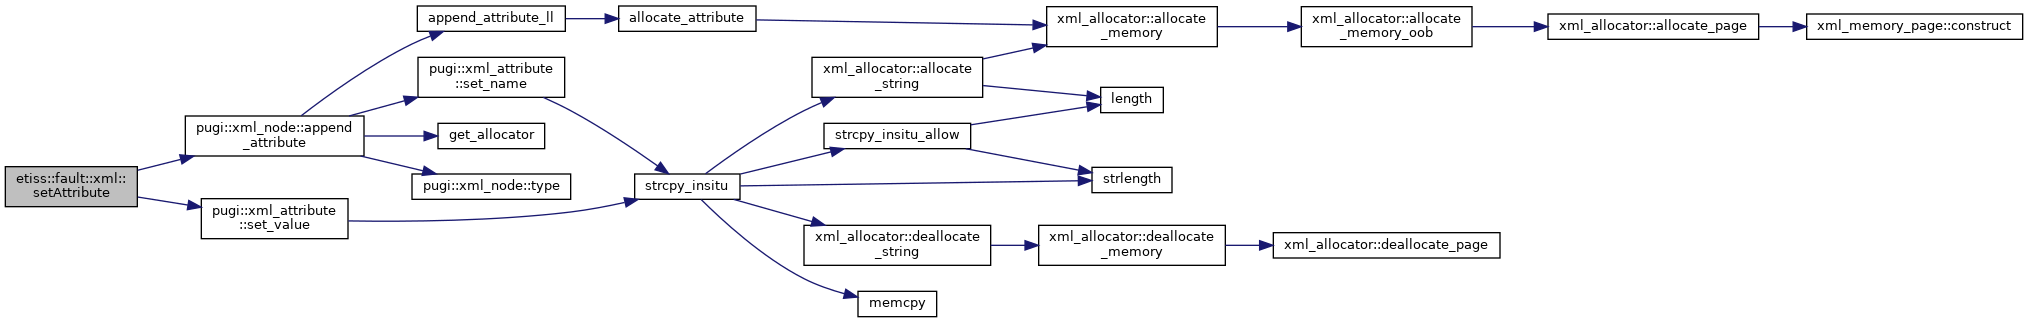 etiss::fault::xml::
setAttribute
pugi::xml_node::append
_attribute
pugi::xml_attribute
::set_value
append_attribute_ll
pugi::xml_attribute
::set_name
get_allocator
pugi::xml_node::type
allocate_attribute
strcpy_insitu
xml_allocator::allocate
_string
strcpy_insitu_allow
xml_allocator::deallocate
_string
memcpy
xml_allocator::allocate
_memory
length
strlength
xml_allocator::deallocate
_memory
xml_allocator::allocate
_memory_oob
xml_allocator::deallocate_page
xml_allocator::allocate_page
xml_memory_page::construct